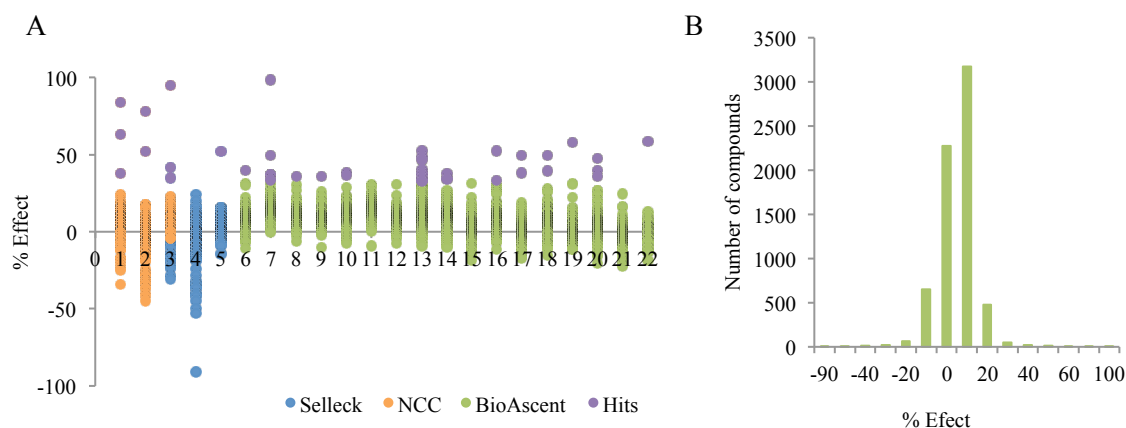 A
% Effect
100
50
0
-50
-100
0 1 2 3 4 5 6 7 8 9 10 11 12 13 14 15 16 17 18 19 20 21 22
Selleck NCC BioAscent Hits
B
Number of compounds
3500
3000
2500
2000
1500
1000
500
0
-90 -40 -20 0 20 40 60 100
% Efect